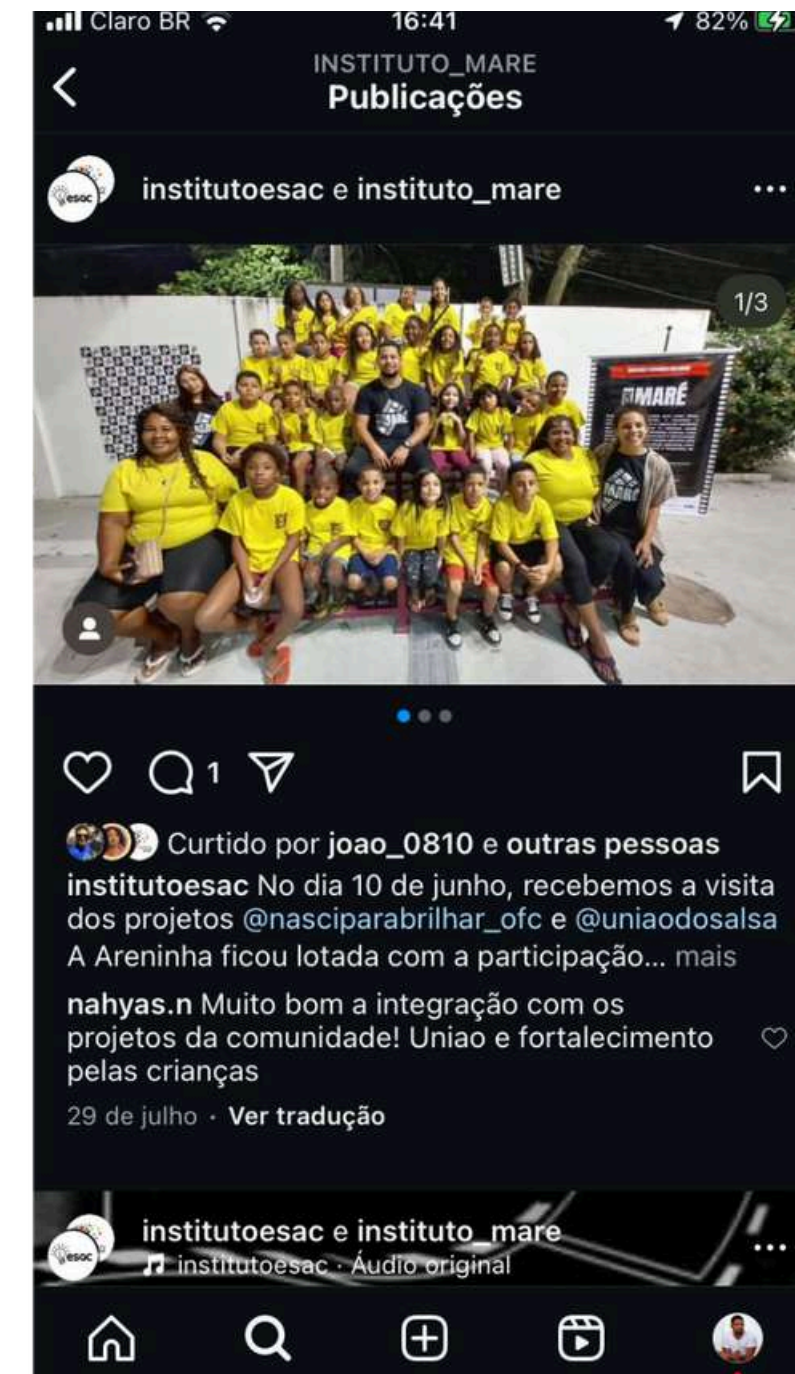 Claro BR 16:41 82%
INSTITUTO_MARE
Publicações
esac
institutoesac e instituto_mare
1/3
MARÉ
1
Curtido por joao_0810 e outras pessoas
institutoesac No dia 10 de junho, recebemos a visita
dos projetos @nasciparabrilhar_ofc e @uniaodosalsa
A Areninha ficou lotada com a participação... mais
nahyas.n Muito bom a integração com os
projetos da comunidade! Uniao e fortalecimento
pelas crianças
29 de julho · Ver tradução
esac
institutoesac e instituto_mare
institutoesac · Áudio original